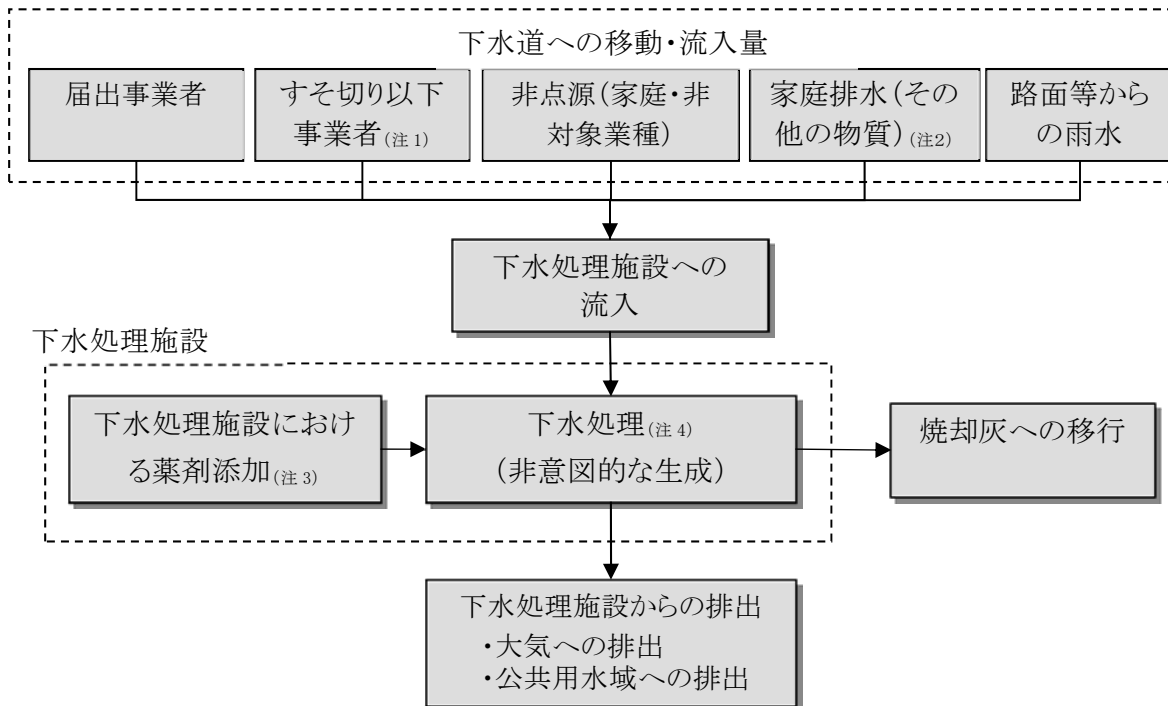 下水道への移動・流入量
届出事業者
すそ切り以下
事業者(注1)
非点源(家庭・非
対象業種)
家庭排水(その
他の物質)(注2)
路面等から
の雨水
下水処理施設への
流入
下水処理施設
下水処理施設におけ
る薬剤添加(注3)
下水処理(注4)
(非意図的な生成)
焼却灰への移行
下水処理施設からの排出
・大気への排出
・公共用水域への排出